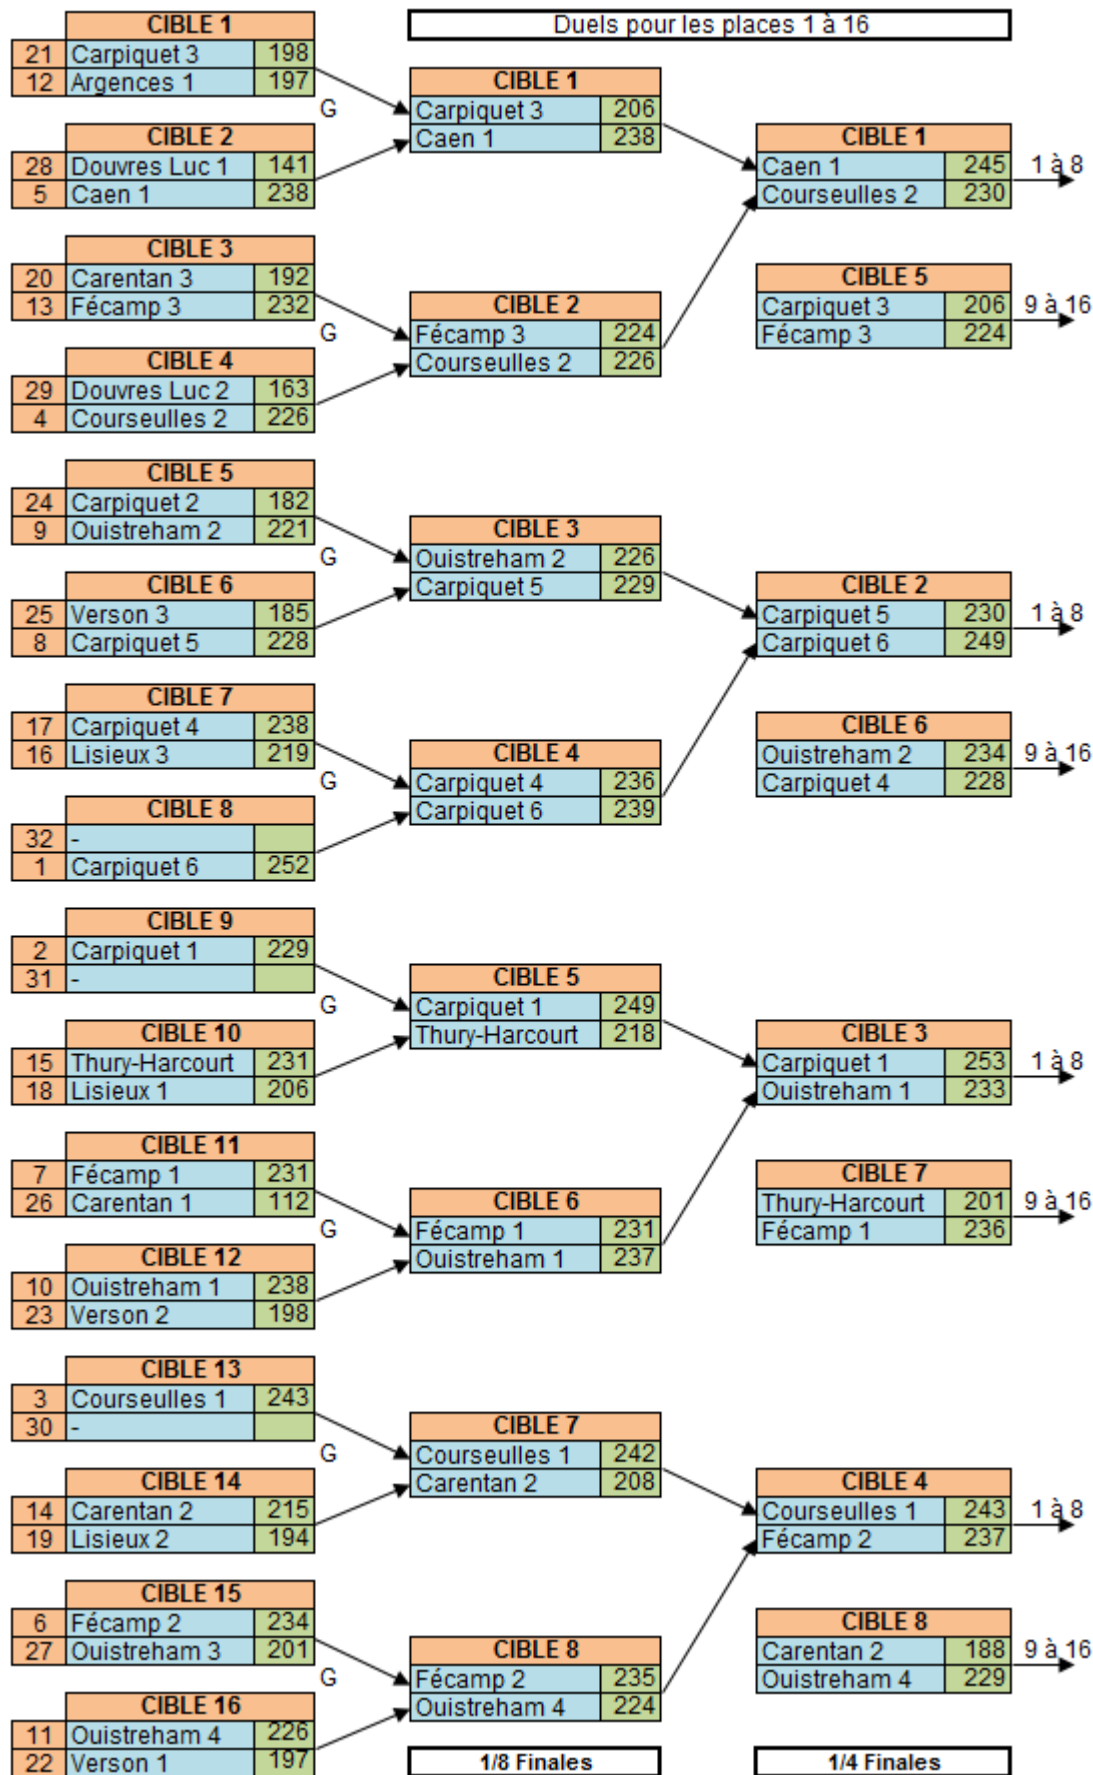 Duels pour les places 1 à 16
CIBLE 1
21 Carpiquet 3 198
12 Argences 1 197
G
CIBLE 2
28 Douvres Luc 1 141
5 Caen 1 238
CIBLE 3
20 Carentan 3 192
13 Fécamp 3 232
G
CIBLE 4
29 Douvres Luc 2 163
4 Courseulles 2 226
CIBLE 5
24 Carpiquet 2 182
9 Ouistreham 2 221
G
CIBLE 6
25 Verson 3 185
8 Carpiquet 5 228
CIBLE 7
17 Carpiquet 4 238
16 Lisieux 3 219
G
CIBLE 8
32 -
1 Carpiquet 6 252
CIBLE 9
2 Carpiquet 1 229
31 -
G
CIBLE 10
15 Thury-Harcourt 231
18 Lisieux 1 206
CIBLE 11
7 Fécamp 1 231
26 Carentan 1 112
G
CIBLE 12
10 Ouistreham 1 238
23 Verson 2 198
CIBLE 13
3 Courseulles 1 243
30 -
G
CIBLE 14
14 Carentan 2 215
19 Lisieux 2 194
CIBLE 15
6 Fécamp 2 234
27 Ouistreham 3 201
G
CIBLE 16
11 Ouistreham 4 226
22 Verson 1 197
CIBLE 1
Carpiquet 3 206
Caen 1 238
CIBLE 2
Fécamp 3 224
Courseulles 2 226
CIBLE 3
Ouistreham 2 226
Carpiquet 5 229
CIBLE 4
Carpiquet 4 236
Carpiquet 6 239
CIBLE 5
Carpiquet 1 249
Thury-Harcourt 218
CIBLE 6
Fécamp 1 231
Ouistreham 1 237
CIBLE 7
Courseulles 1 242
Carentan 2 208
CIBLE 8
Fécamp 2 235
Ouistreham 4 224
1/8 Finales
CIBLE 1
Caen 1 245 1 à 8
Courseulles 2 230
CIBLE 5
Carpiquet 3 206 9 à 16
Fécamp 3 224
CIBLE 2
Carpiquet 5 230 1 à 8
Carpiquet 6 249
CIBLE 6
Ouistreham 2 234 9 à 16
Carpiquet 4 228
CIBLE 3
Carpiquet 1 253 1 à 8
Ouistreham 1 233
CIBLE 7
Thury-Harcourt 201 9 à 16
Fécamp 1 236
CIBLE 4
Courseulles 1 243 1 à 8
Fécamp 2 237
CIBLE 8
Carentan 2 188 9 à 16
Ouistreham 4 229
1/4 Finales